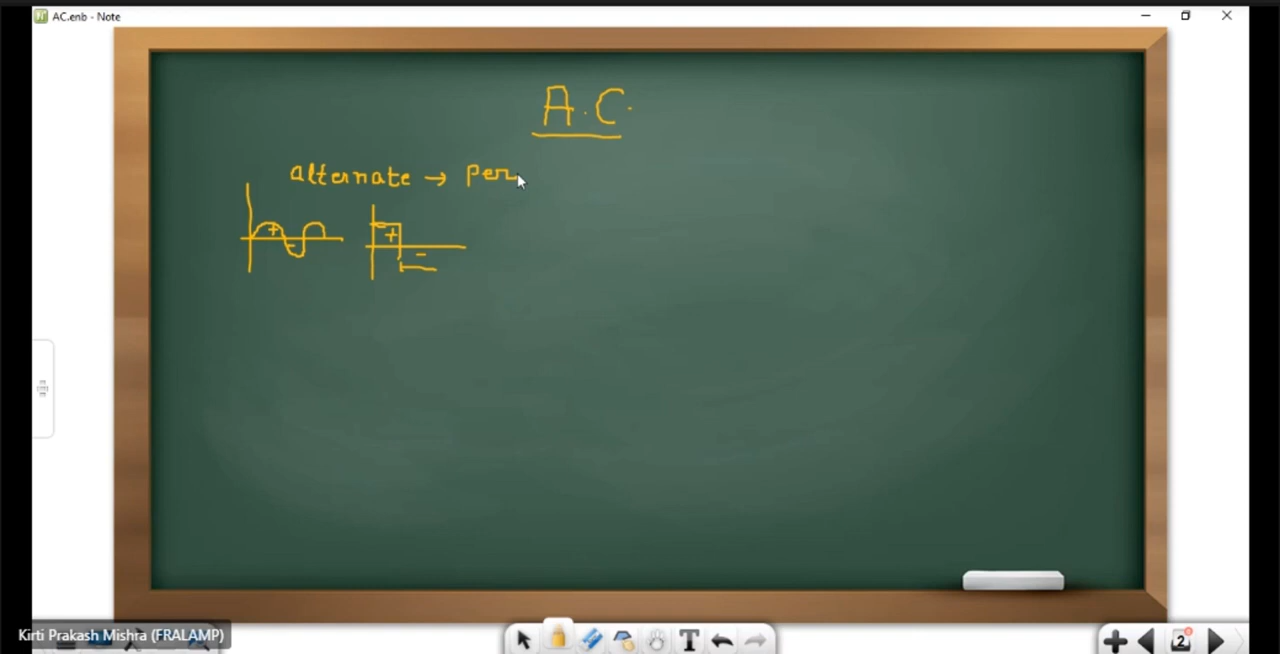 AC.enb - Note
A.C.
alternate → Per
+ - +
-
Kirti Prakash Mishra (FRALAMP)
T
2